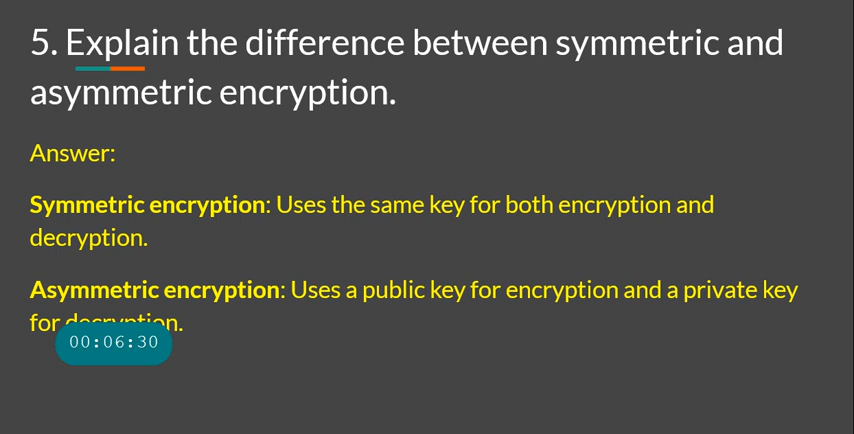 5. Explain the difference between symmetric and
asymmetric encryption.
Answer:
Symmetric encryption: Uses the same key for both encryption and
decryption.
Asymmetric encryption: Uses a public key for encryption and a private key
for decryption.
00:06:30